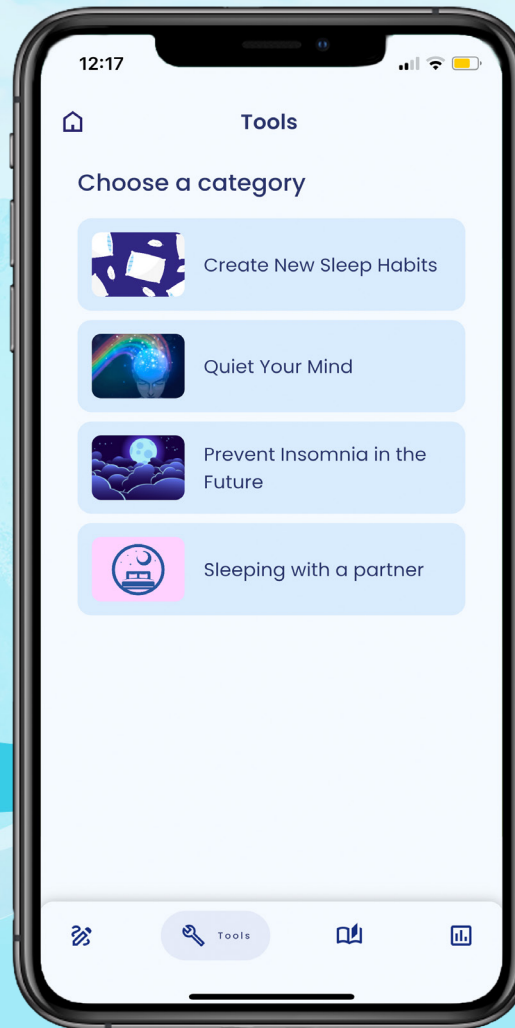 12:17
Tools
Choose a category
Create New Sleep Habits
Quiet Your Mind
Prevent Insomnia in the
Future
Sleeping with a partner
Tools